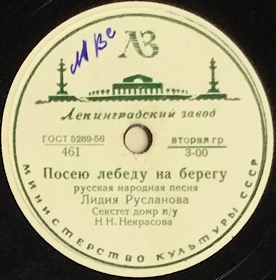 ЛЗ
Ленинградский завод
ГОСТ 5289-56
461
вторая гр
3-00
Посею лебеду на берегу
русская народная песня
Лидия Русланова
Секстет домр п/у
Н Н. Некрасова
МИНИСТЕРСТВО КУЛЬТУРЫ СССР